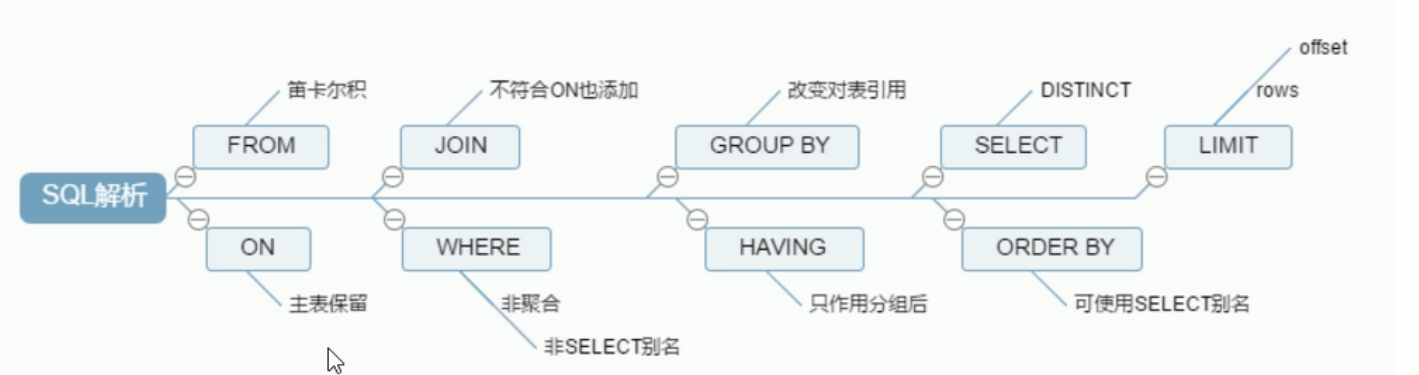 offset
笛卡尔积
不符合ON也添加
改变对表引用
DISTINCT
rows
FROM
JOIN
GROUP BY
SELECT
LIMIT
SQL解析
ON
WHERE
HAVING
ORDER BY
主表保留
非聚合
只作用分组后
可使用SELECT别名
非SELECT别名